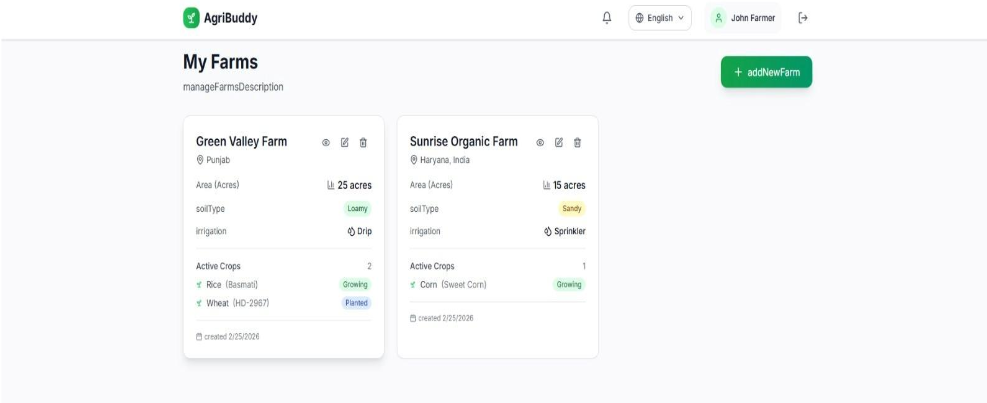 AgriBuddy
English
John Farmer
My Farms
manageFarmsDescription
+ addNewFarm
Green Valley Farm
Punjab
Area (Acres) 25 acres
soilType Loamy
irrigation Drip
Active Crops 2
Rice (Basmati) Growing
Wheat (HD-2967) Planted
created 2/25/2026
Sunrise Organic Farm
Haryana, India
Area (Acres) 15 acres
soilType Sandy
irrigation Sprinkler
Active Crops 1
Corn (Sweet Corn) Growing
created 2/25/2026